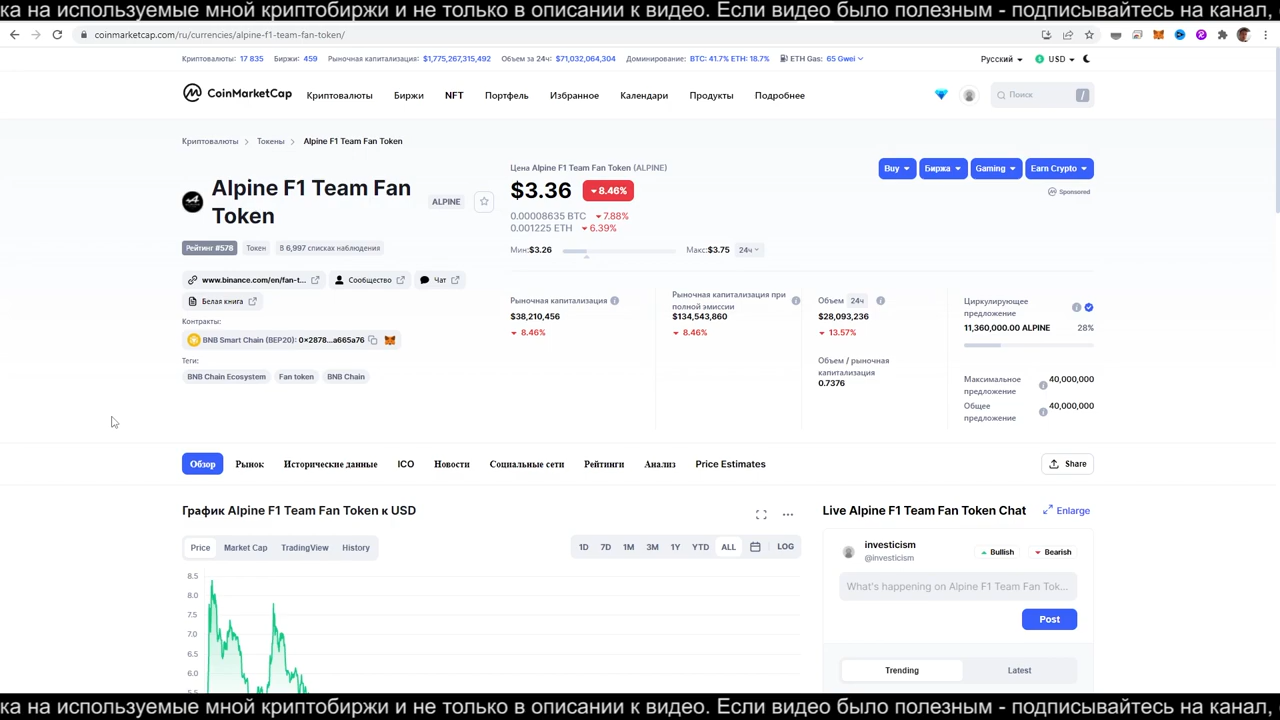 ка на используемые мной криптобиржи и не только в описании к видео. Если видео было полезным - подписывайтесь на канал,
coinmarketcap.com/ru/currencies/alpine-f1-team-fan-token/
Криптовалюты: 17 835 Биржи: 459 Рыночная капитализация: $1,775,267,315,492 Объем за 24ч: $71,032,064,304 Доминирование: BTC: 41.7% ETH: 18.7% ETH Gas: 65 Gwei Русский USD
CoinMarketCap Криптовалюты Биржи NFT Портфель Избранное Календари Продукты Подробнее Поиск /
Криптовалюты Токены Alpine F1 Team Fan Token
Alpine F1 Team Fan
Token
ALPINE
Рейтинг #578 Токен В 6,997 списках наблюдения
www.binance.com/en/fan-t... Сообщество Чат
Белая книга
Контракты:
BNB Smart Chain (BEP20): 0x2878...a665a76
Теги:
BNB Chain Ecosystem Fan token BNB Chain
Цена Alpine F1 Team Fan Token (ALPINE)
$3.36 8.46%
0.00008635 BTC 7.88%
0.001225 ETH 6.39%
Мин:$3.26 Макс:$3.75 24ч
Buy Биржа Gaming Earn Crypto
Sponsored
Рыночная капитализация
$38,210,456
8.46%
Рыночная капитализация при
полной эмиссии
$134,543,860
8.46%
Объем 24ч
$28,093,236
13.57%
Объем / рыночная
капитализация
0.7376
Циркулирующее
предложение
11,360,000.00 ALPINE 28%
Максимальное
предложение
40,000,000
Общее
предложение
40,000,000
Обзор Рынок Исторические данные ICO Новости Социальные сети Рейтинги Анализ Price Estimates Share
График Alpine F1 Team Fan Token к USD
Price Market Cap TradingView History 1D 7D 1M 3M 1Y YTD ALL LOG
8.5
8.0
7.5
7.0
6.5
6.0
5.5
Live Alpine F1 Team Fan Token Chat Enlarge
investicism
@investicism
Bullish Bearish
What's happening on Alpine F1 Team Fan Tok...
Post
Trending Latest
ка на используемые мной криптобиржи и не только в описании к видео. Если видео было полезным - подписывайтесь на канал,